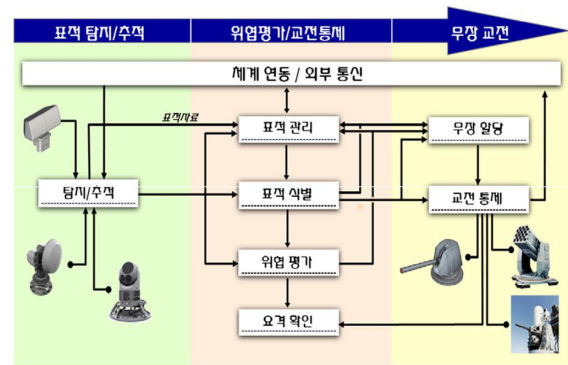 표적 탐지/추적
위협평가/교전통제
무장 교전
체계 연동 / 외부 통신
표적자료
표적 관리
무장 할당
탐지/추적
표적 식별
교전 통제
위협 평가
요격 확인